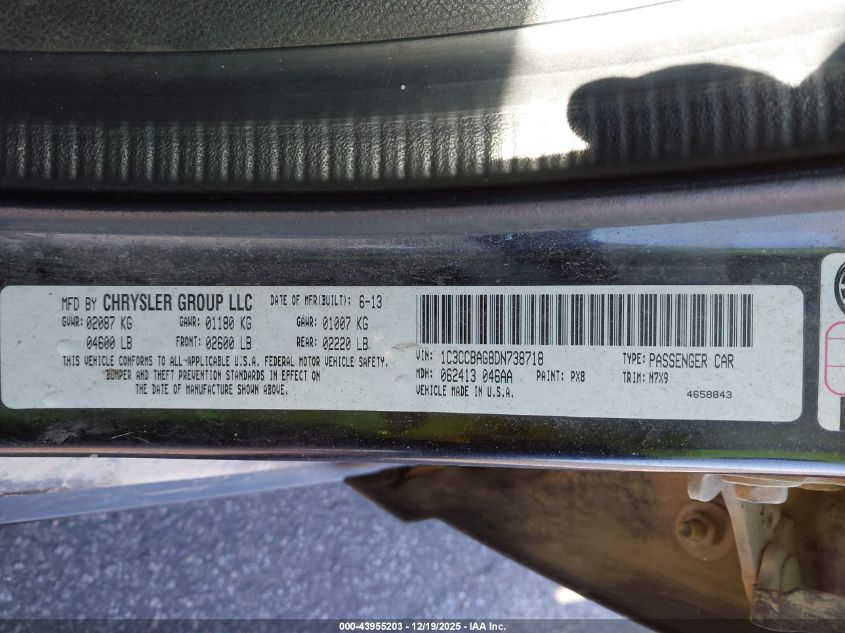 MFD BY CHRYSLER GROUP LLC DATE OF MFR(BUILT): 6-13
GVWR: 02087 KG GAWR: 01180 KG GAWR: 01007 KG
04600 LB FRONT: 02600 LB REAR: 02220 LB
THIS VEHICLE CONFORMS TO ALL-APPLICABLE U.S.A. FEDERAL MOTOR VEHICLE SAFETY,
BUMPER AND THEFT PREVENTION STANDARDS IN EFFECT ON
THE DATE OF MANUFACTURE SHOWN ABOVE.
VIN: 1C3CCBAG8DN738718 TYPE: PASSENGER CAR
MDH: 062413 046AA PAINT: PX8 TRIM: N7X9
VEHICLE MADE IN U.S.A. 4658843
000-43955203 - 12/19/2025 - IAA Inc.